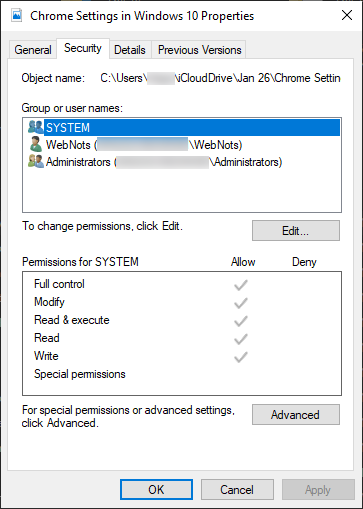 Chrome Settings in Windows 10 Properties
General Security Details Previous Versions
Object name: C:\Users\ \iCloudDrive\Jan 26\Chrome Settin
Group or user names:
SYSTEM
WebNots ( \WebNots)
Administrators ( \Administrators)
To change permissions, click Edit.
Edit...
Permissions for SYSTEM Allow Deny
Full control
Modify
Read & execute
Read
Write
Special permissions
For special permissions or advanced settings,
click Advanced.
Advanced
OK Cancel Apply